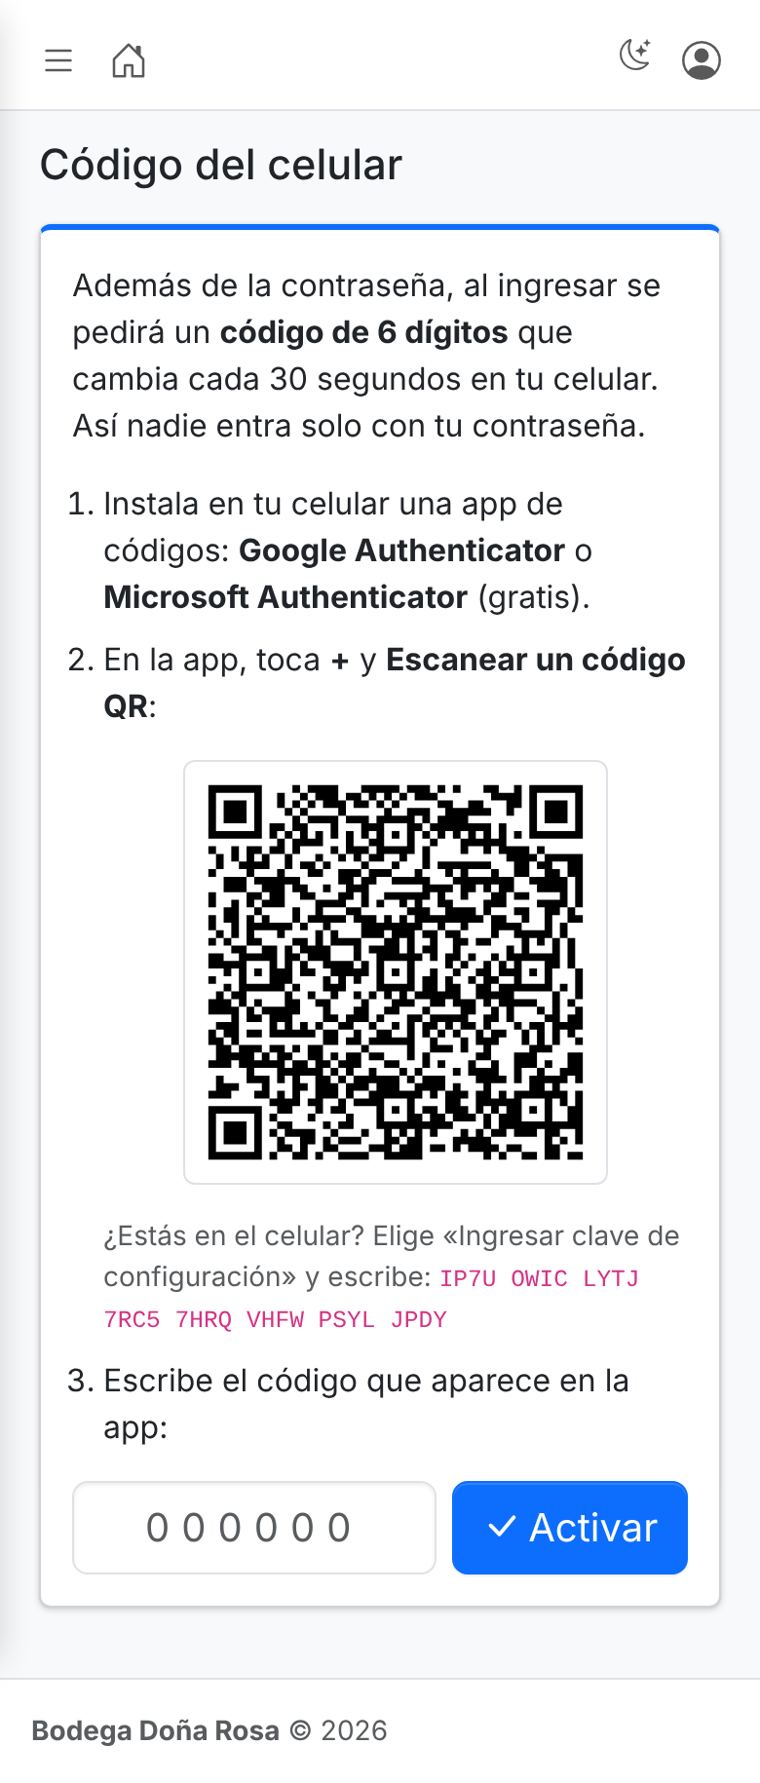 Código del celular
Además de la contraseña, al ingresar se
pedirá un código de 6 dígitos que
cambia cada 30 segundos en tu celular.
Así nadie entra solo con tu contraseña.
1. Instala en tu celular una app de
códigos: Google Authenticator o
Microsoft Authenticator (gratis).
2. En la app, toca + y Escanear un código
QR:
¿Estás en el celular? Elige «Ingresar clave de
configuración» y escribe: IP7U OWIC LYTJ
7RC5 7HRQ VHFW PSYL JPDY
3. Escribe el código que aparece en la
app:
000000
Activar
Bodega Doña Rosa © 2026